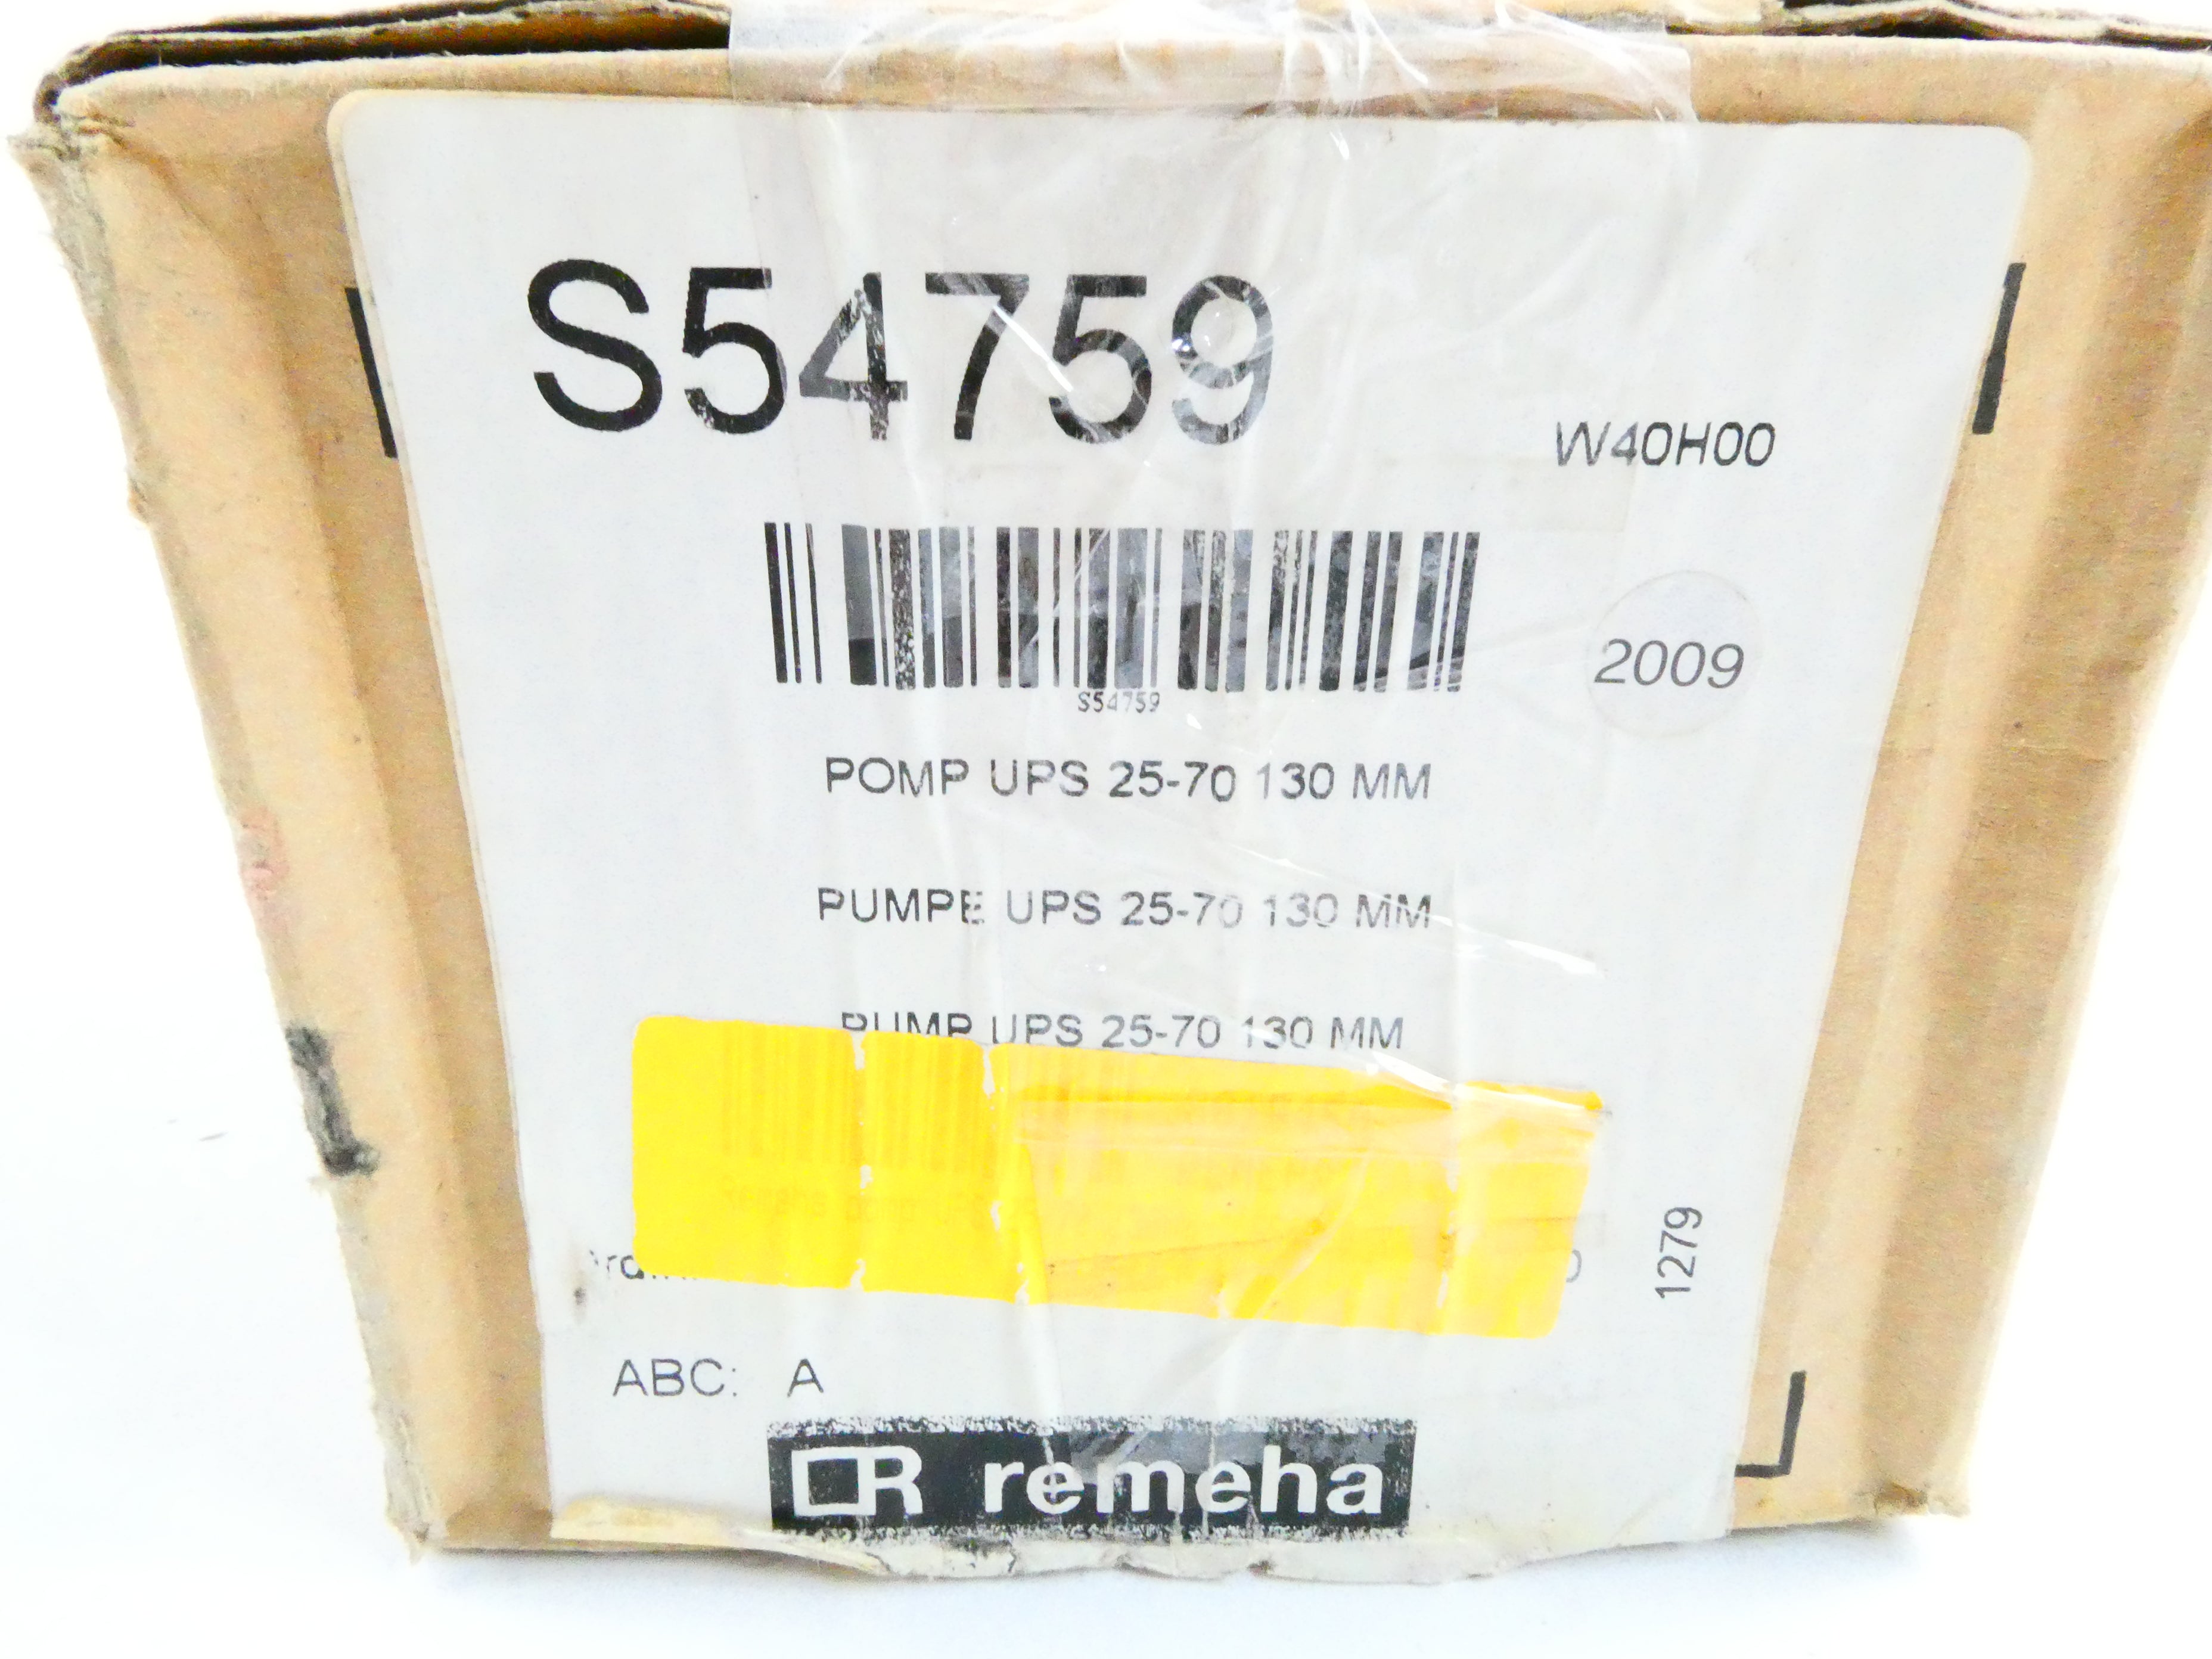 S54759
W40H00
S54759
2009
POMP UPS 25-70 130 MM
PUMPE UPS 25-70 130 MM
PUMP UPS 25-70 130 MM
1279
ABC: A
R remeha